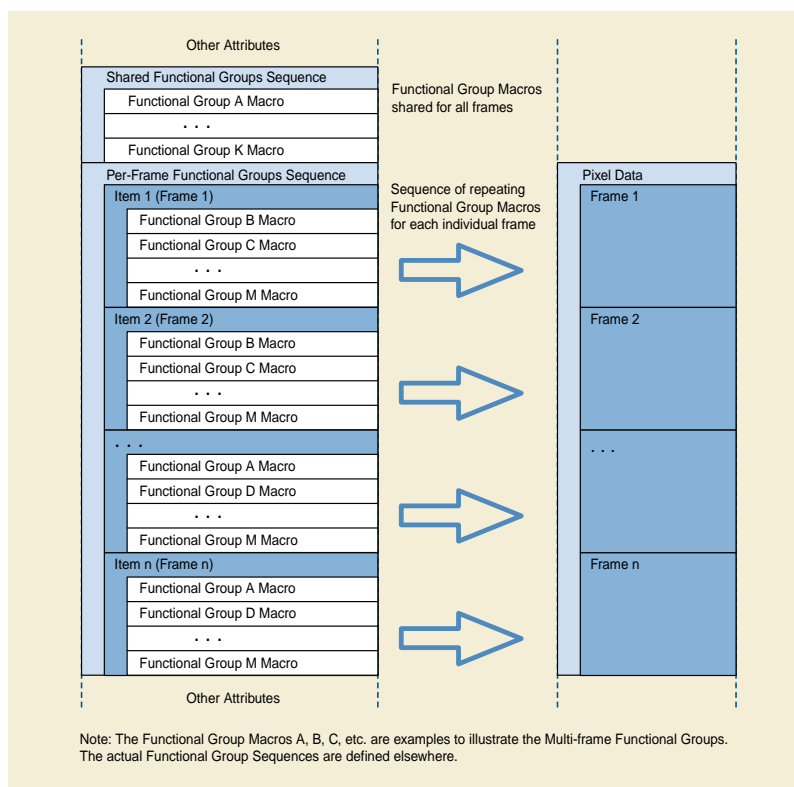 Other Attributes
Shared Functional Groups Sequence
Functional Group A Macro
. . .
Functional Group K Macro
Functional Group Macros
shared for all frames
Per-Frame Functional Groups Sequence
Item 1 (Frame 1)
Functional Group B Macro
Functional Group C Macro
. . .
Functional Group M Macro
Item 2 (Frame 2)
Functional Group B Macro
Functional Group C Macro
. . .
Functional Group M Macro
. . .
Functional Group A Macro
Functional Group D Macro
. . .
Functional Group M Macro
Item n (Frame n)
Functional Group A Macro
Functional Group D Macro
. . .
Functional Group M Macro
Other Attributes
Sequence of repeating
Functional Group Macros
for each individual frame
Pixel Data
Frame 1
Frame 2
. . .
Frame n
Note: The Functional Group Macros A, B, C, etc. are examples to illustrate the Multi-frame Functional Groups.
The actual Functional Group Sequences are defined elsewhere.